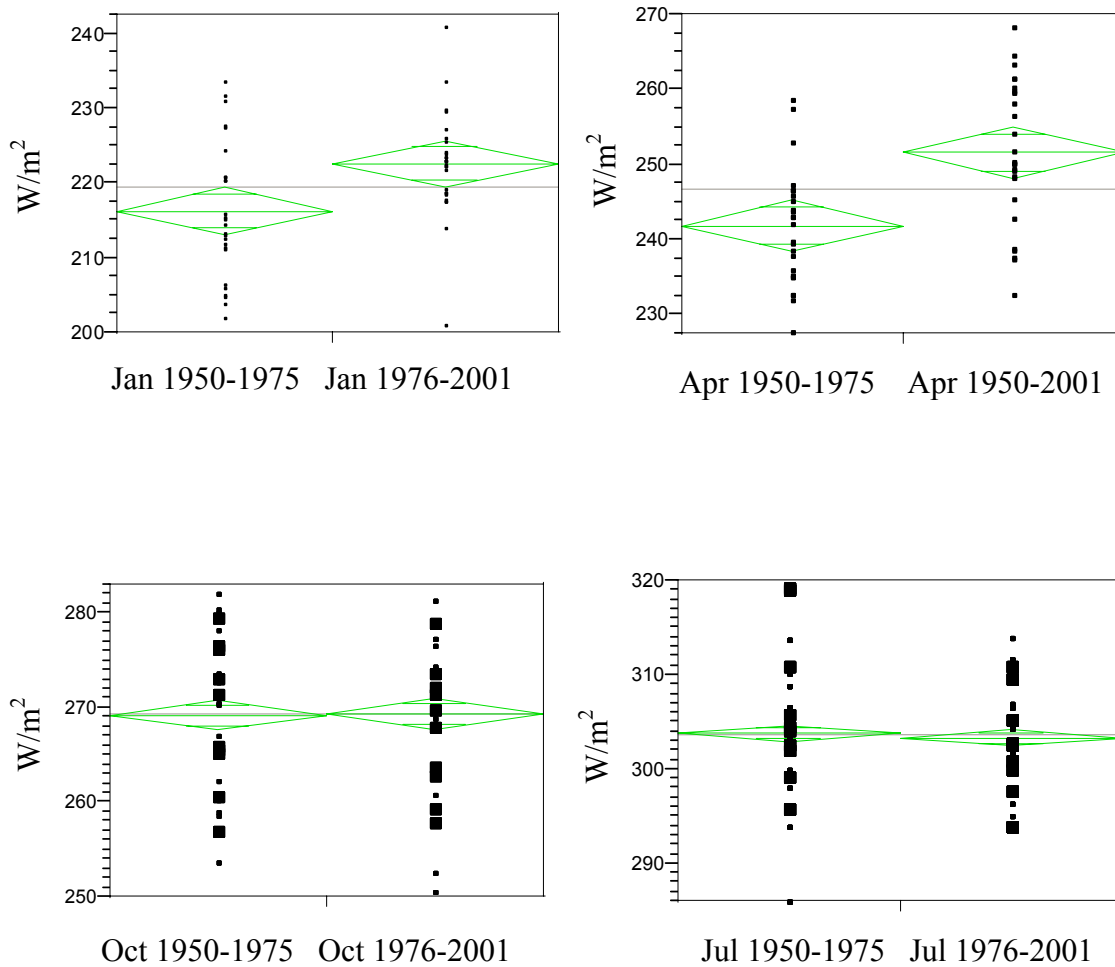 240
230
220
210
200
W/m²
Jan 1950-1975 Jan 1976-2001
270
260
250
240
230
W/m²
Apr 1950-1975 Apr 1950-2001
280
270
260
250
W/m²
Oct 1950-1975 Oct 1976-2001
320
310
300
290
W/m²
Jul 1950-1975 Jul 1976-2001